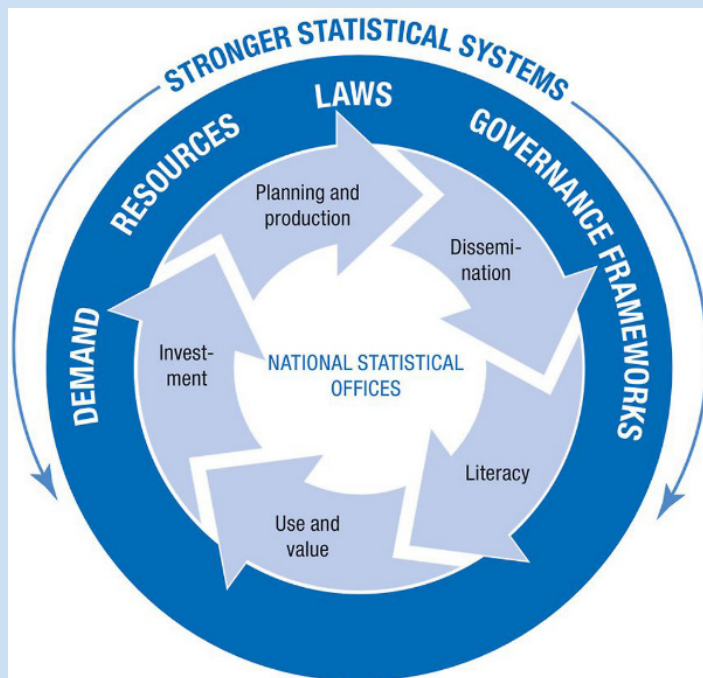 STRONGER STATISTICAL SYSTEMS
DEMAND
RESOURCES
LAWS
GOVERNANCE FRAMEWORKS
Planning and
production
Dissemi-
nation
Invest-
ment
NATIONAL STATISTICAL
OFFICES
Literacy
Use and
value